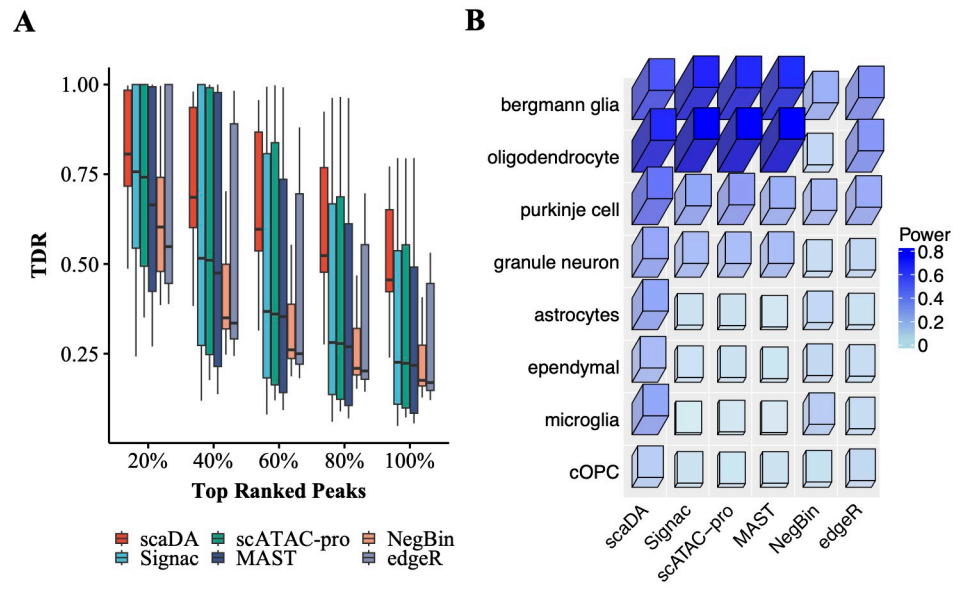 A
TDR
1.00
0.75
0.50
0.25
20% 40% 60% 80% 100%
Top Ranked Peaks
scaDA scATAC-pro NegBin
Signac MAST edgeR
B
bergmann glia
oligodendrocyte
purkinje cell
granule neuron
astrocytes
ependymal
microglia
cOPC
scaDA Signac scATAC−pro MAST NegBin edgeR
Power
0.8
0.6
0.4
0.2
0